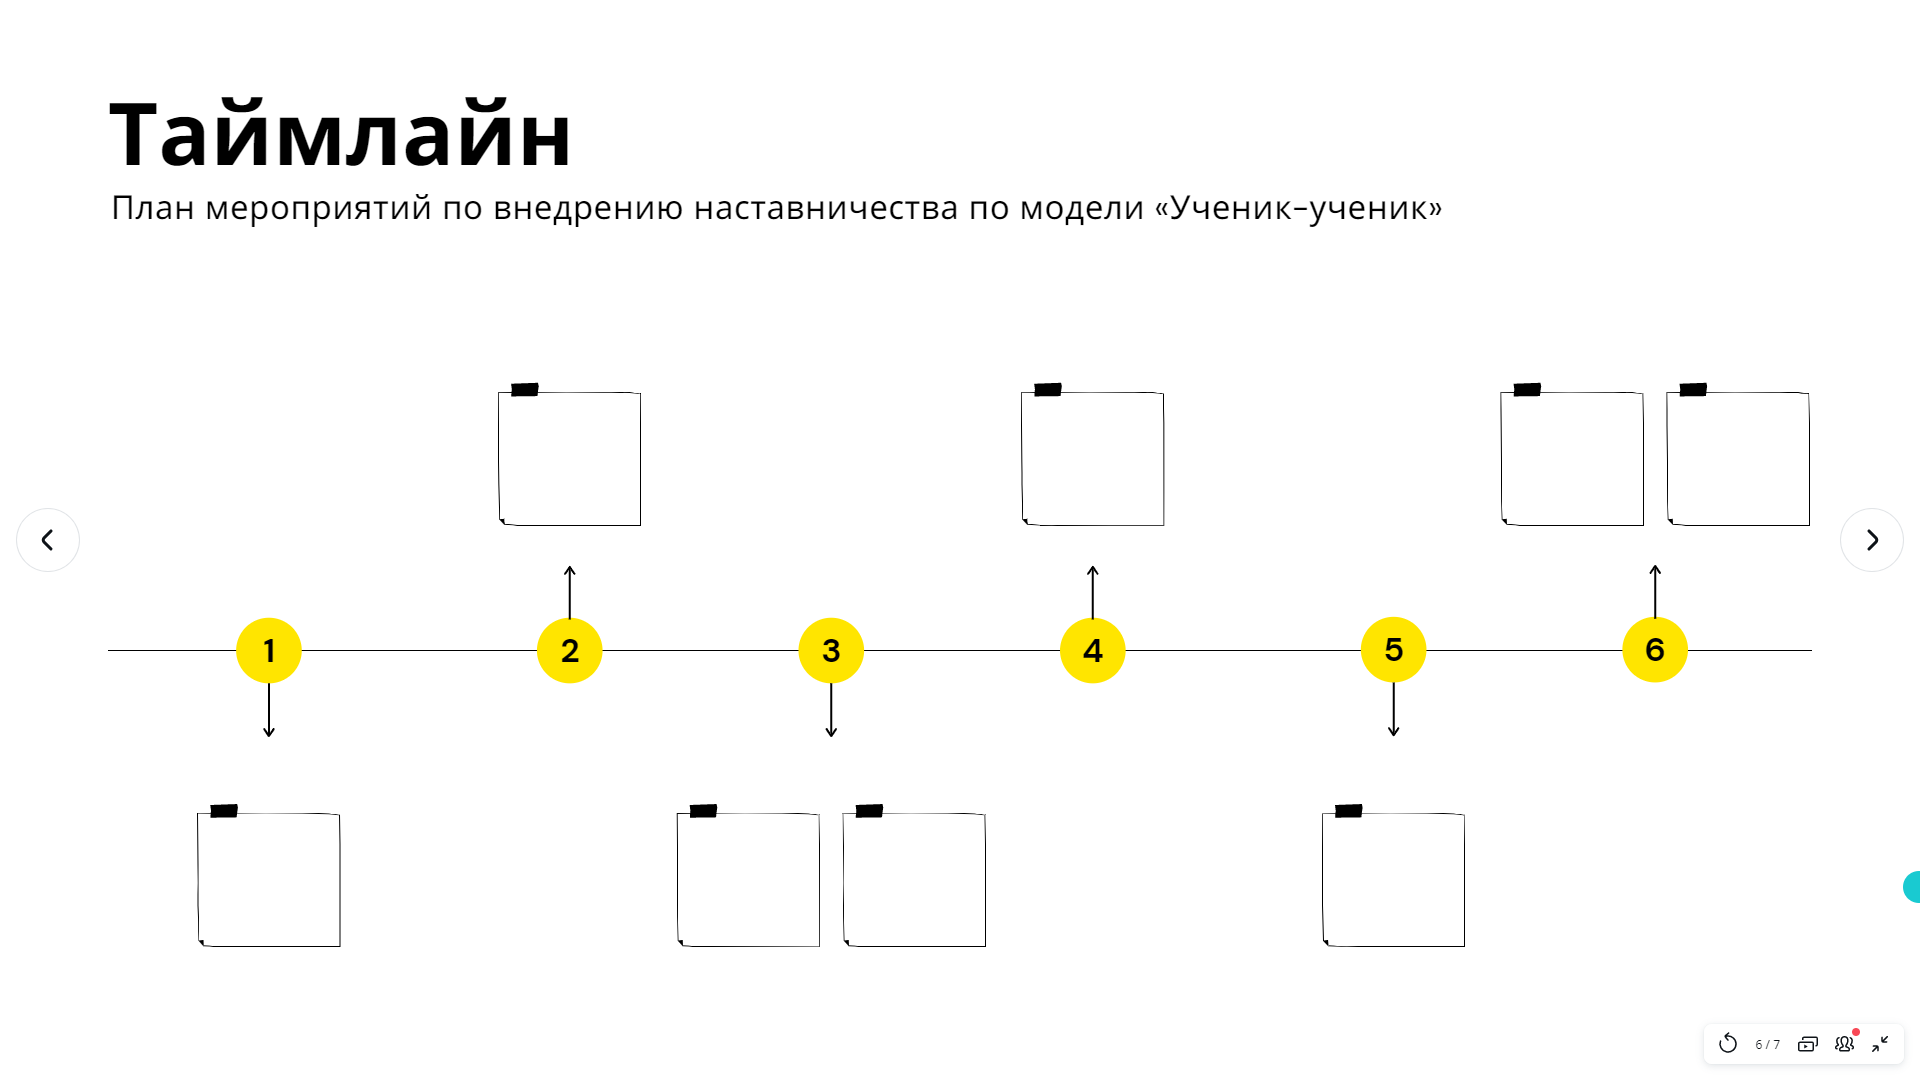 Таймлайн
План мероприятий по внедрению наставничества по модели «Ученик–ученик»
1
2
3
4
5
6
6 / 7